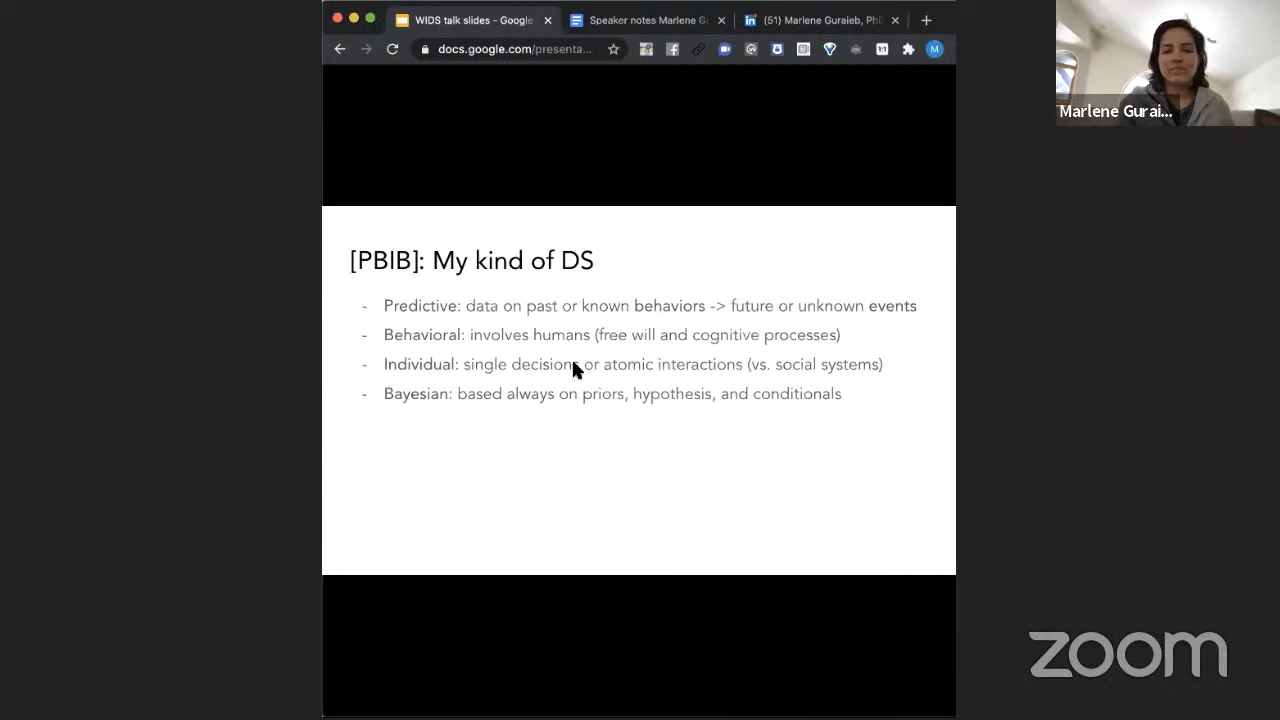 WIDS talk slides - Google
Speaker notes Marlene G
(51) Marlene Guraieb, Ph
docs.google.com/presenta...
M
Marlene Gurai...
[PBIB]: My kind of DS
- Predictive: data on past or known behaviors -> future or unknown events
- Behavioral: involves humans (free will and cognitive processes)
- Individual: single decisions or atomic interactions (vs. social systems)
- Bayesian: based always on priors, hypothesis, and conditionals
zoom